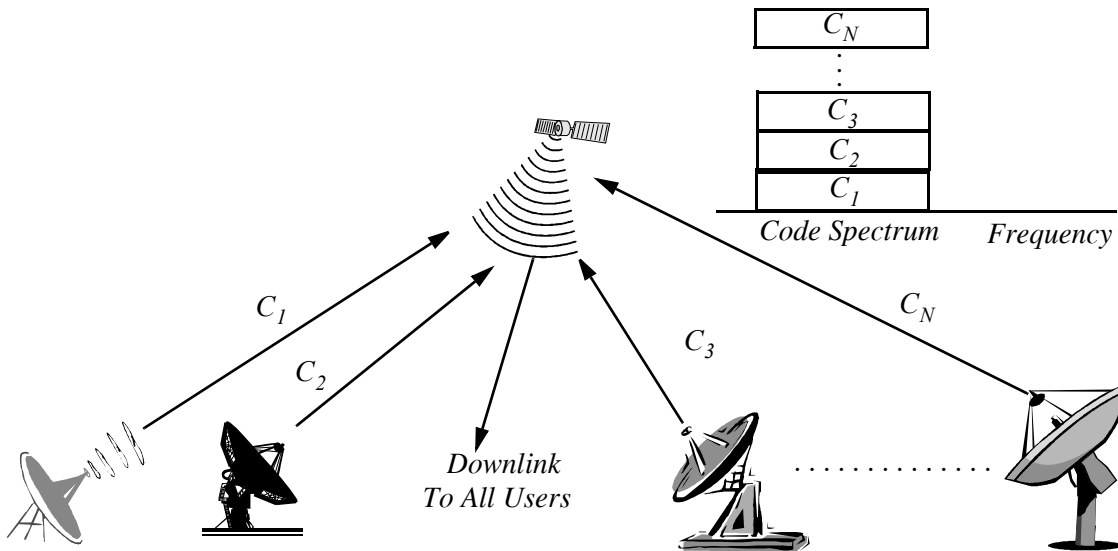 C_N
C_3
C_2
C_1
Code Spectrum Frequency
C_1
C_2
C_3
C_N
Downlink
To All Users